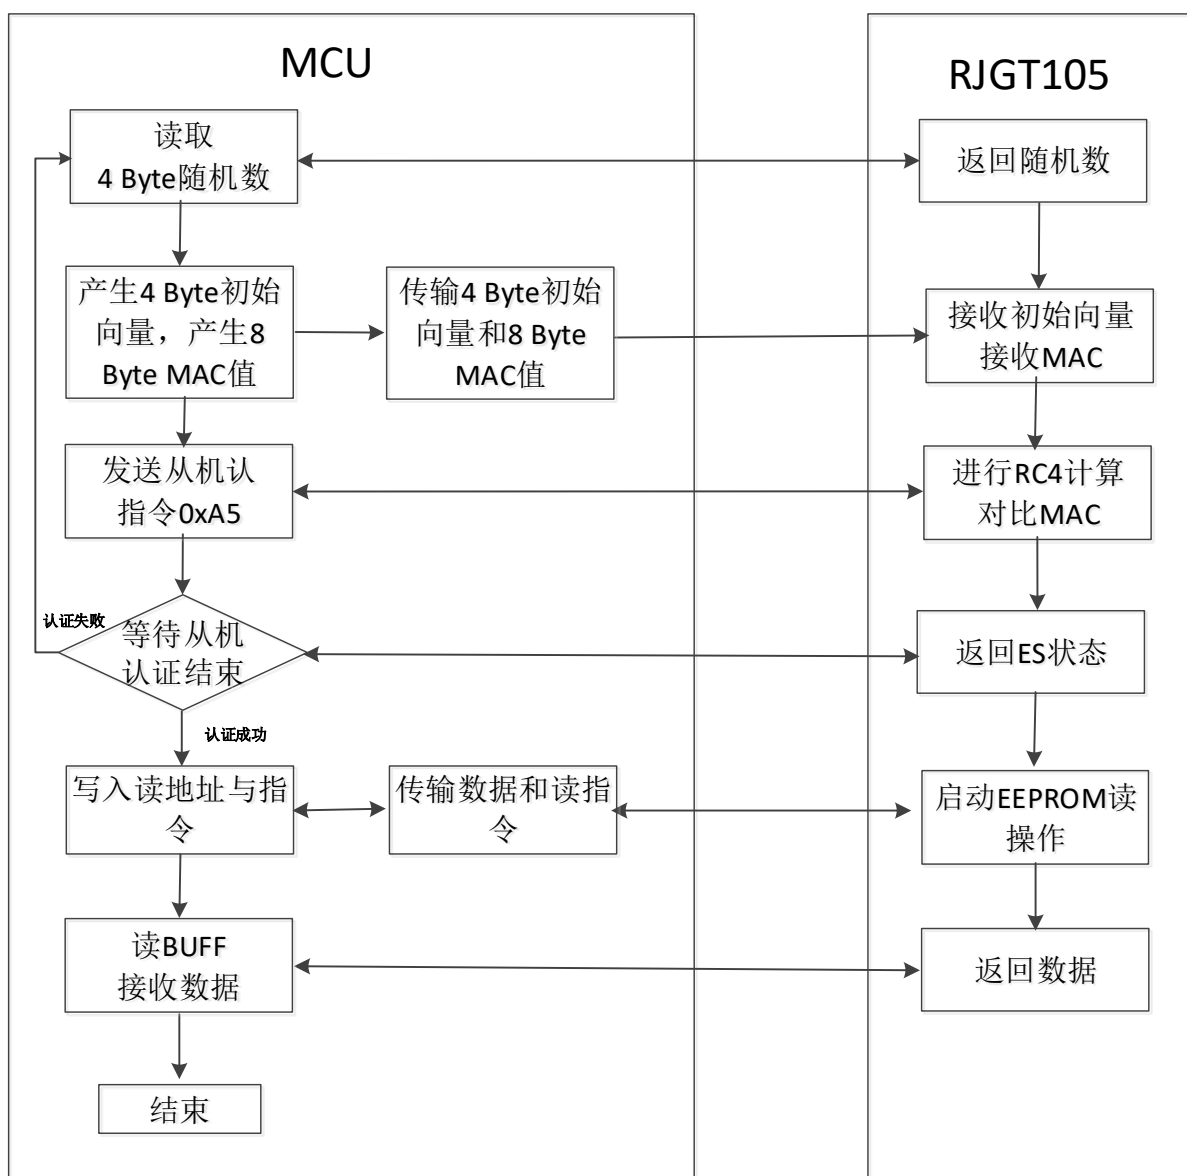 MCU
RJGT105
读取
4 Byte随机数
返回随机数
产生4 Byte初始
向量，产生8
Byte MAC值
传输4 Byte初始
向量和8 Byte
MAC值
接收初始向量
接收MAC
发送从机认
指令0xA5
进行RC4计算
对比MAC
认证失败
等待从机
认证结束
返回ES状态
认证成功
写入读地址与指
令
传输数据和读指
令
启动EEPROM读
操作
读BUFF
接收数据
返回数据
结束